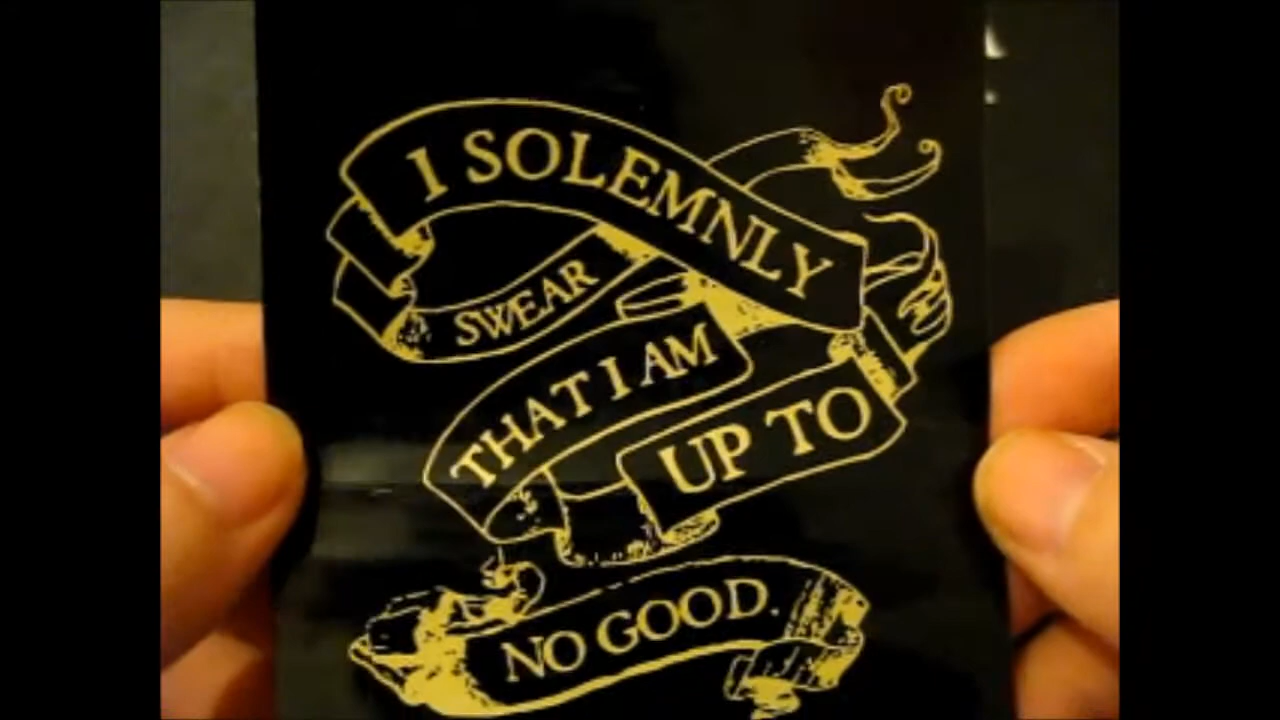 I SOLEMNLY
SWEAR
THAT I AM
UP TO
NO GOOD.